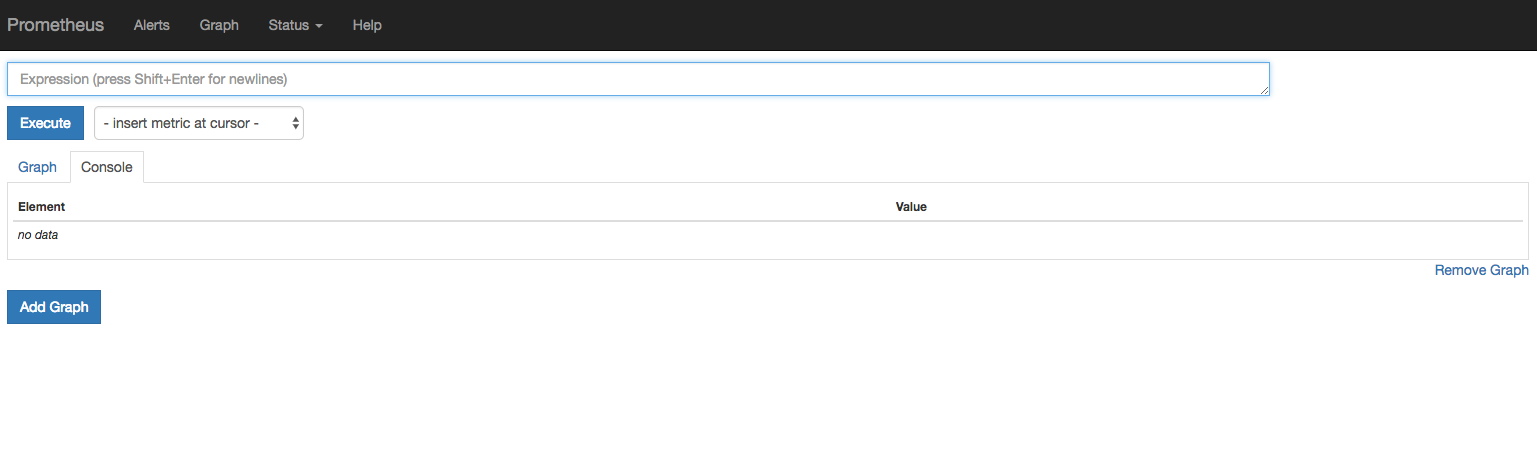 Prometheus Alerts Graph Status Help
Expression (press Shift+Enter for newlines)
Execute - insert metric at cursor -
Graph Console
Element Value
no data
Remove Graph
Add Graph